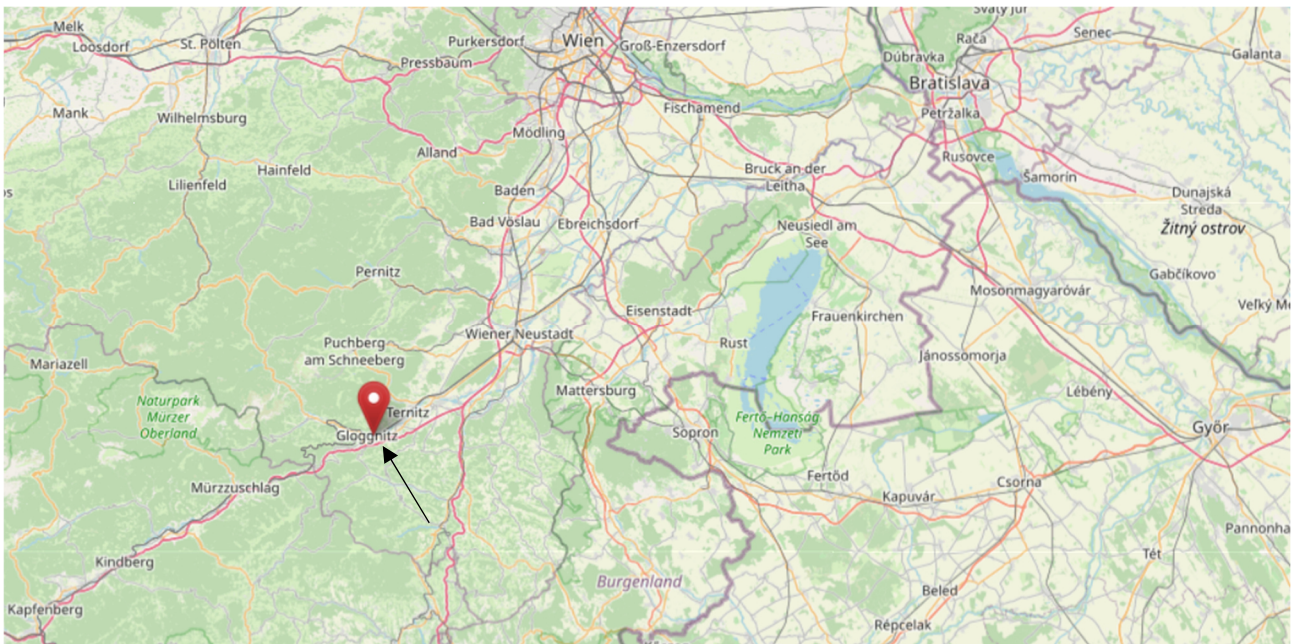 Melk
Loosdorf
St. Pölten
Purkersdorf
Pressbaum
Wien
Groß-Enzersdorf
Svätý Jur
Rača
Senec
Dúbravka
Galanta
Bratislava
Mank
Wilhelmsburg
Fischamend
Petržalka
Mödling
Alland
Hainfeld
Lilienfeld
Baden
Bruck an der
Leitha
Rusovce
Šamorín
Dunajská
Streda
Žitný ostrov
Bad Vöslau
Ebreichsdorf
Neusiedl am
See
Pernitz
Gabčíkovo
Mosonmagyaróvár
Eisenstadt
Frauenkirchen
Wiener Neustadt
Puchberg
am Schneeberg
Rust
Jánossomorja
Mariazell
Mattersburg
Lébény
Naturpark
Mürzer
Oberland
Ternitz
Gloggnitz
Sopron
Fertő-Hanság
Nemzeti
Park
Győr
Mürzzuschlag
Fertőd
Kapuvár
Csorna
Kindberg
Burgenland
Tét
Beled
Kapfenberg
Répcelak